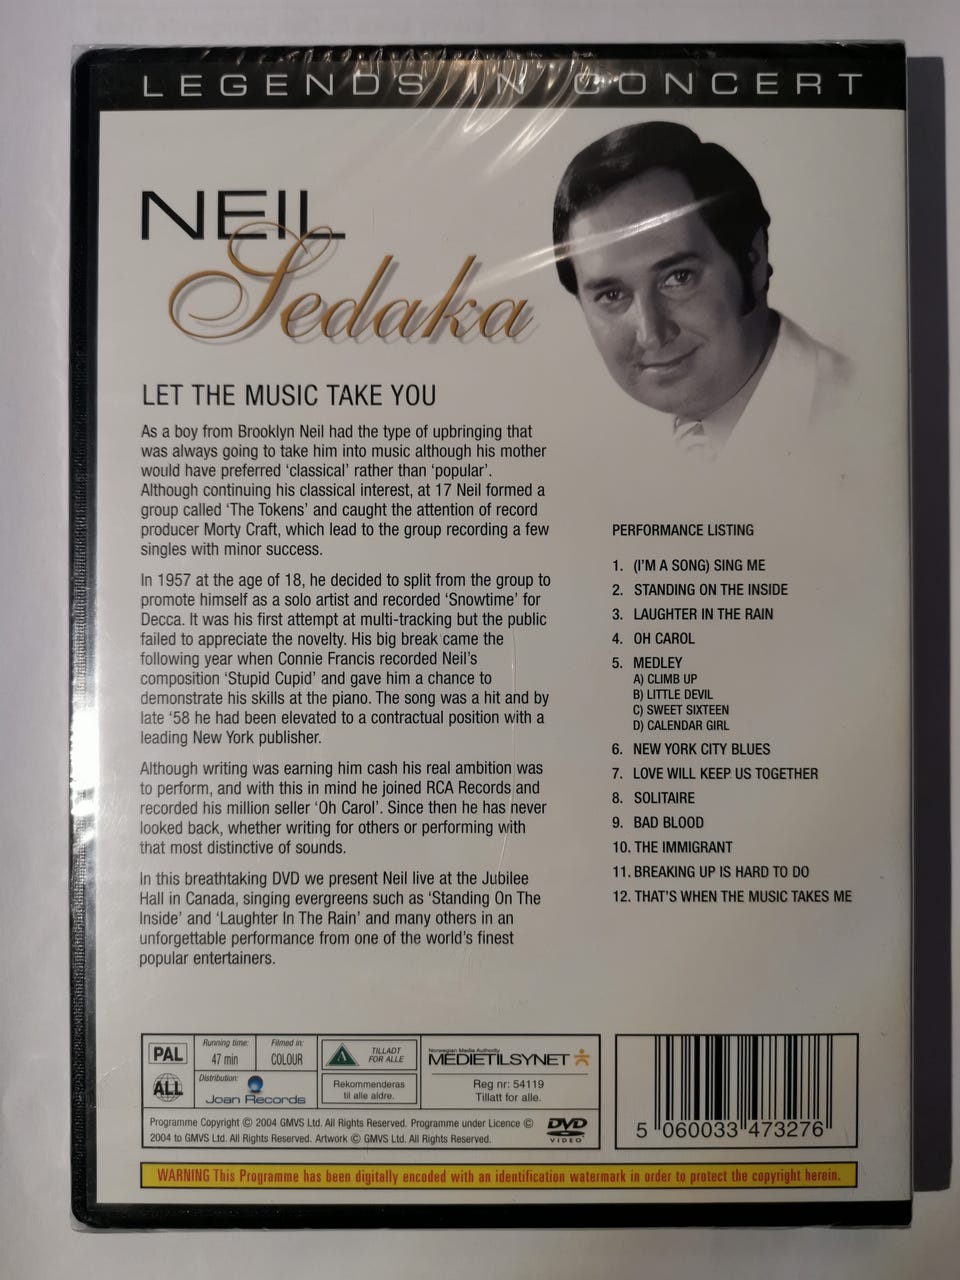 LEGENDS IN CONCERT
NEIL
Sedaka
LET THE MUSIC TAKE YOU
As a boy from Brooklyn Neil had the type of upbringing that
was always going to take him into music although his mother
would have preferred ‘classical’ rather than ‘popular’.
Although continuing his classical interest, at 17 Neil formed a
group called ‘The Tokens’ and caught the attention of record
producer Morty Craft, which lead to the group recording a few
singles with minor success.
In 1957 at the age of 18, he decided to split from the group to
promote himself as a solo artist and recorded ‘Snowtime’ for
Decca. It was his first attempt at multi-tracking but the public
failed to appreciate the novelty. His big break came the
following year when Connie Francis recorded Neil’s
composition ‘Stupid Cupid’ and gave him a chance to
demonstrate his skills at the piano. The song was a hit and by
late ‘58 he had been elevated to a contractual position with a
leading New York publisher.
Although writing was earning him cash his real ambition was
to perform, and with this in mind he joined RCA Records and
recorded his million seller ‘Oh Carol’. Since then he has never
looked back, whether writing for others or performing with
that most distinctive of sounds.
In this breathtaking DVD we present Neil live at the Jubilee
Hall in Canada, singing evergreens such as ‘Standing On The
Inside’ and ‘Laughter In The Rain’ and many others in an
unforgettable performance from one of the world’s finest
popular entertainers.
PERFORMANCE LISTING
1. (I’M A SONG) SING ME
2. STANDING ON THE INSIDE
3. LAUGHTER IN THE RAIN
4. OH CAROL
5. MEDLEY
A) CLIMB UP
B) LITTLE DEVIL
C) SWEET SIXTEEN
D) CALENDAR GIRL
6. NEW YORK CITY BLUES
7. LOVE WILL KEEP US TOGETHER
8. SOLITAIRE
9. BAD BLOOD
10. THE IMMIGRANT
11. BREAKING UP IS HARD TO DO
12. THAT’S WHEN THE MUSIC TAKES ME
PAL
ALL
Running time:
47 min
Filmed in:
COLOUR
Distribution:
Joan Records
A
TILLADT
FOR ALLE
Rekommenderas
til alle aldre.
Norwegian Media Authority
MEDIETILSYNET
Reg nr: 54119
Tillatt for alle.
Programme Copyright © 2004 GMVS Ltd. All Rights Reserved. Programme under Licence ©
2004 to GMVS Ltd. All Rights Reserved. Artwork © GMVS Ltd. All Rights Reserved.
DVD
VIDEO
5 060033 473276
WARNING This Programme has been digitally encoded with an identification watermark in order to protect the copyright herein.